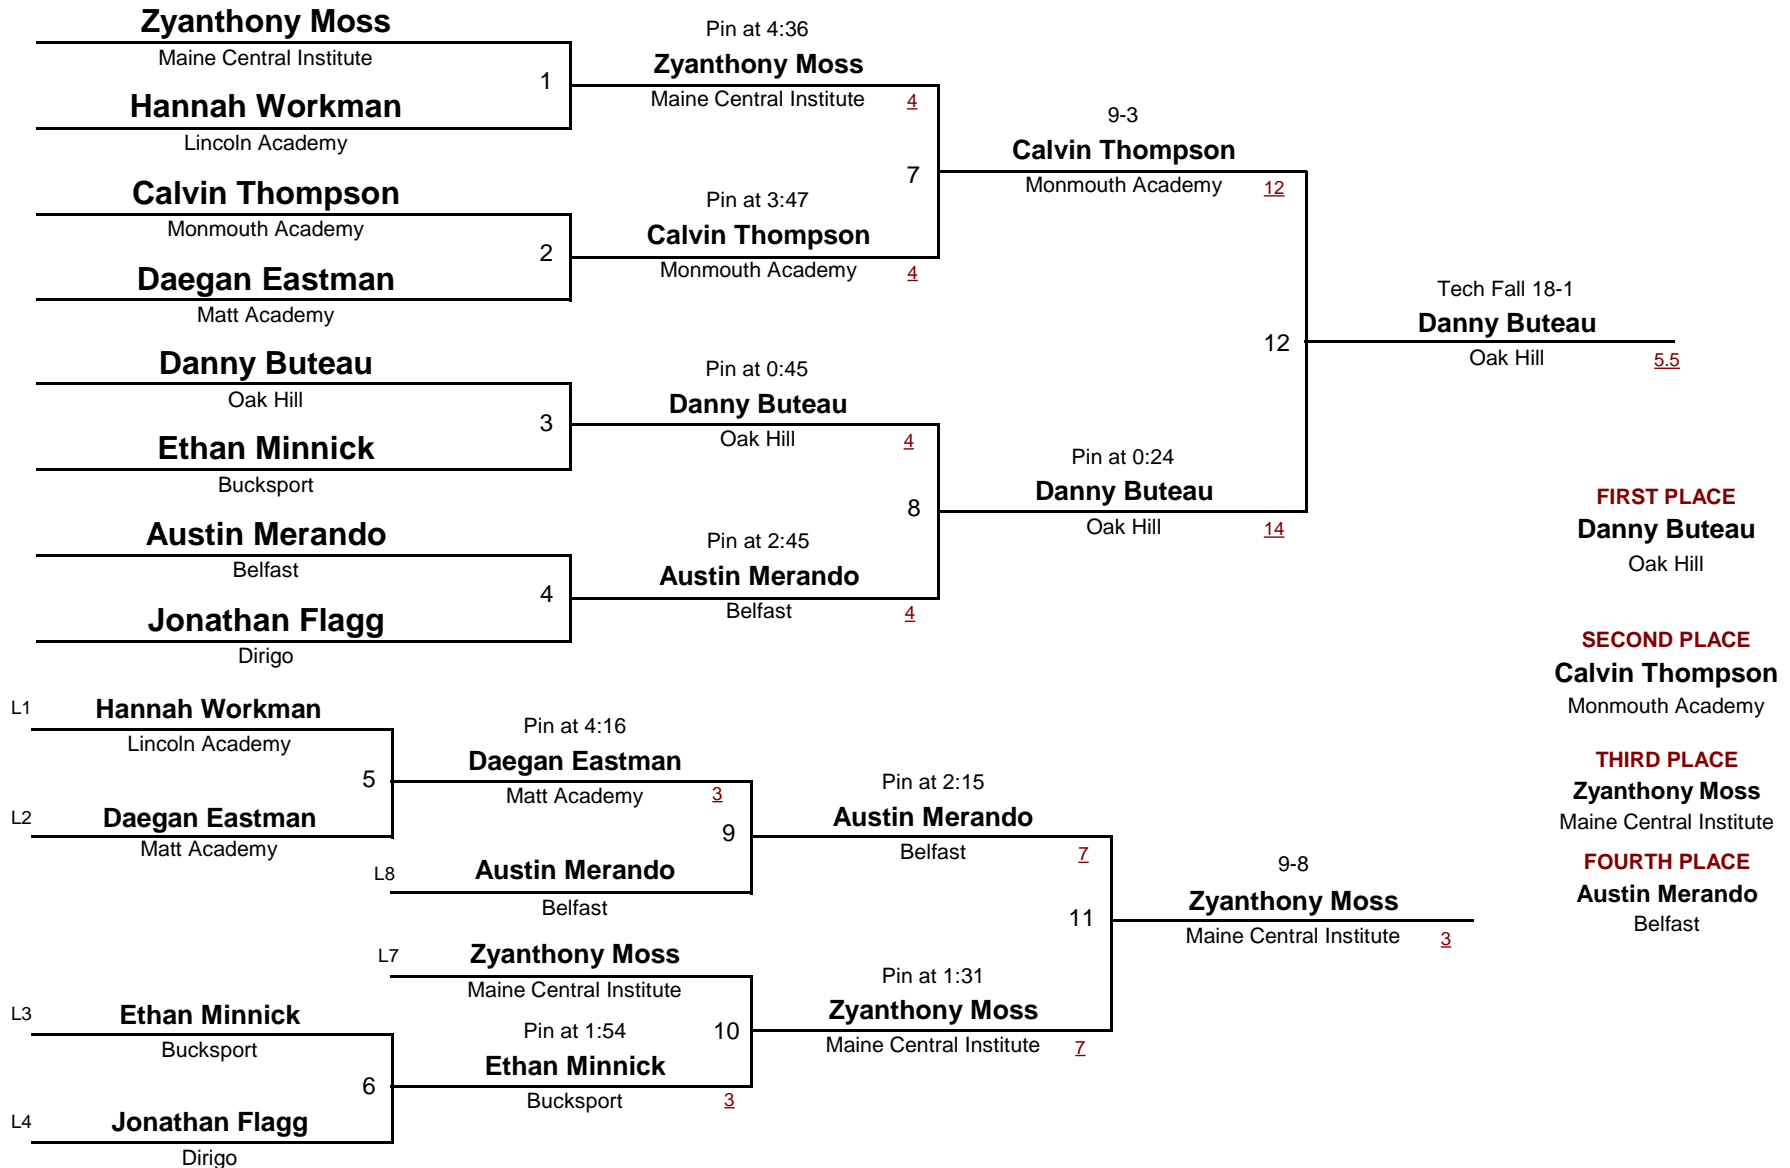 Zyanthony Moss
Maine Central Institute
1
Hannah Workman
Lincoln Academy
Calvin Thompson
Monmouth Academy
2
Daegan Eastman
Matt Academy
Danny Buteau
Oak Hill
3
Ethan Minnick
Bucksport
Austin Merando
Belfast
4
Jonathan Flagg
Dirigo
Pin at 4:36
Zyanthony Moss
Maine Central Institute 4
7
Pin at 3:47
Calvin Thompson
Monmouth Academy 4
Pin at 0:45
Danny Buteau
Oak Hill 4
8
Pin at 2:45
Austin Merando
Belfast 4
9-3
Calvin Thompson
Monmouth Academy 12
12
Pin at 0:24
Danny Buteau
Oak Hill 14
Tech Fall 18-1
Danny Buteau
Oak Hill 5.5
FIRST PLACE
Danny Buteau
Oak Hill
SECOND PLACE
Calvin Thompson
Monmouth Academy
THIRD PLACE
Zyanthony Moss
Maine Central Institute
FOURTH PLACE
Austin Merando
Belfast
L1 Hannah Workman
Lincoln Academy
5
L2 Daegan Eastman
Matt Academy
L3 Ethan Minnick
Bucksport
6
L4 Jonathan Flagg
Dirigo
Pin at 4:16
Daegan Eastman
Matt Academy 3
9
L8 Austin Merando
Belfast
L7 Zyanthony Moss
Maine Central Institute
10
Pin at 1:54
Ethan Minnick
Bucksport 3
Pin at 2:15
Austin Merando
Belfast 7
11
Pin at 1:31
Zyanthony Moss
Maine Central Institute 7
9-8
Zyanthony Moss
Maine Central Institute 3